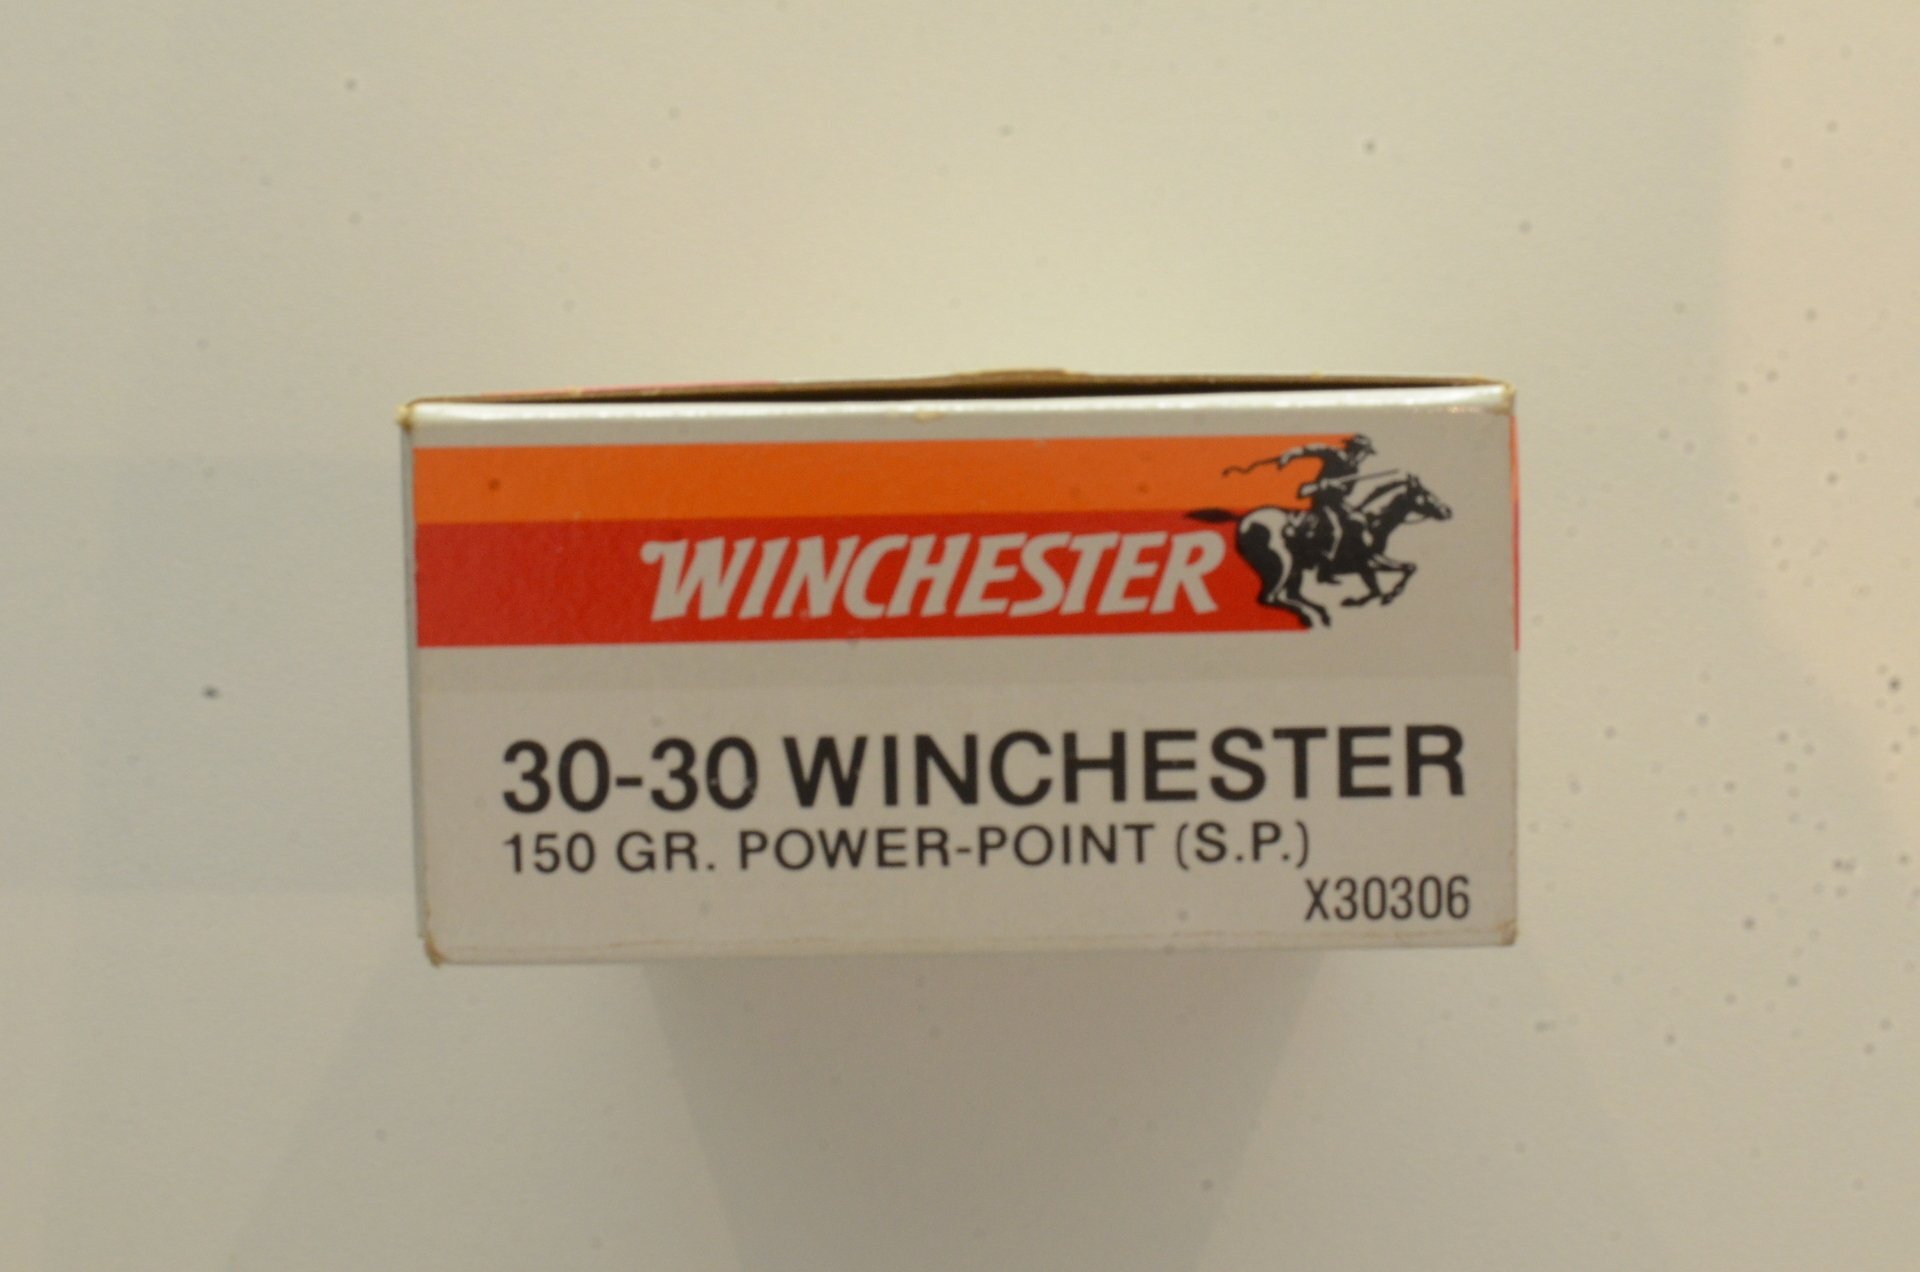 WINCHESTER
30-30 WINCHESTER
150 GR. POWER-POINT (S.P.)
X30306